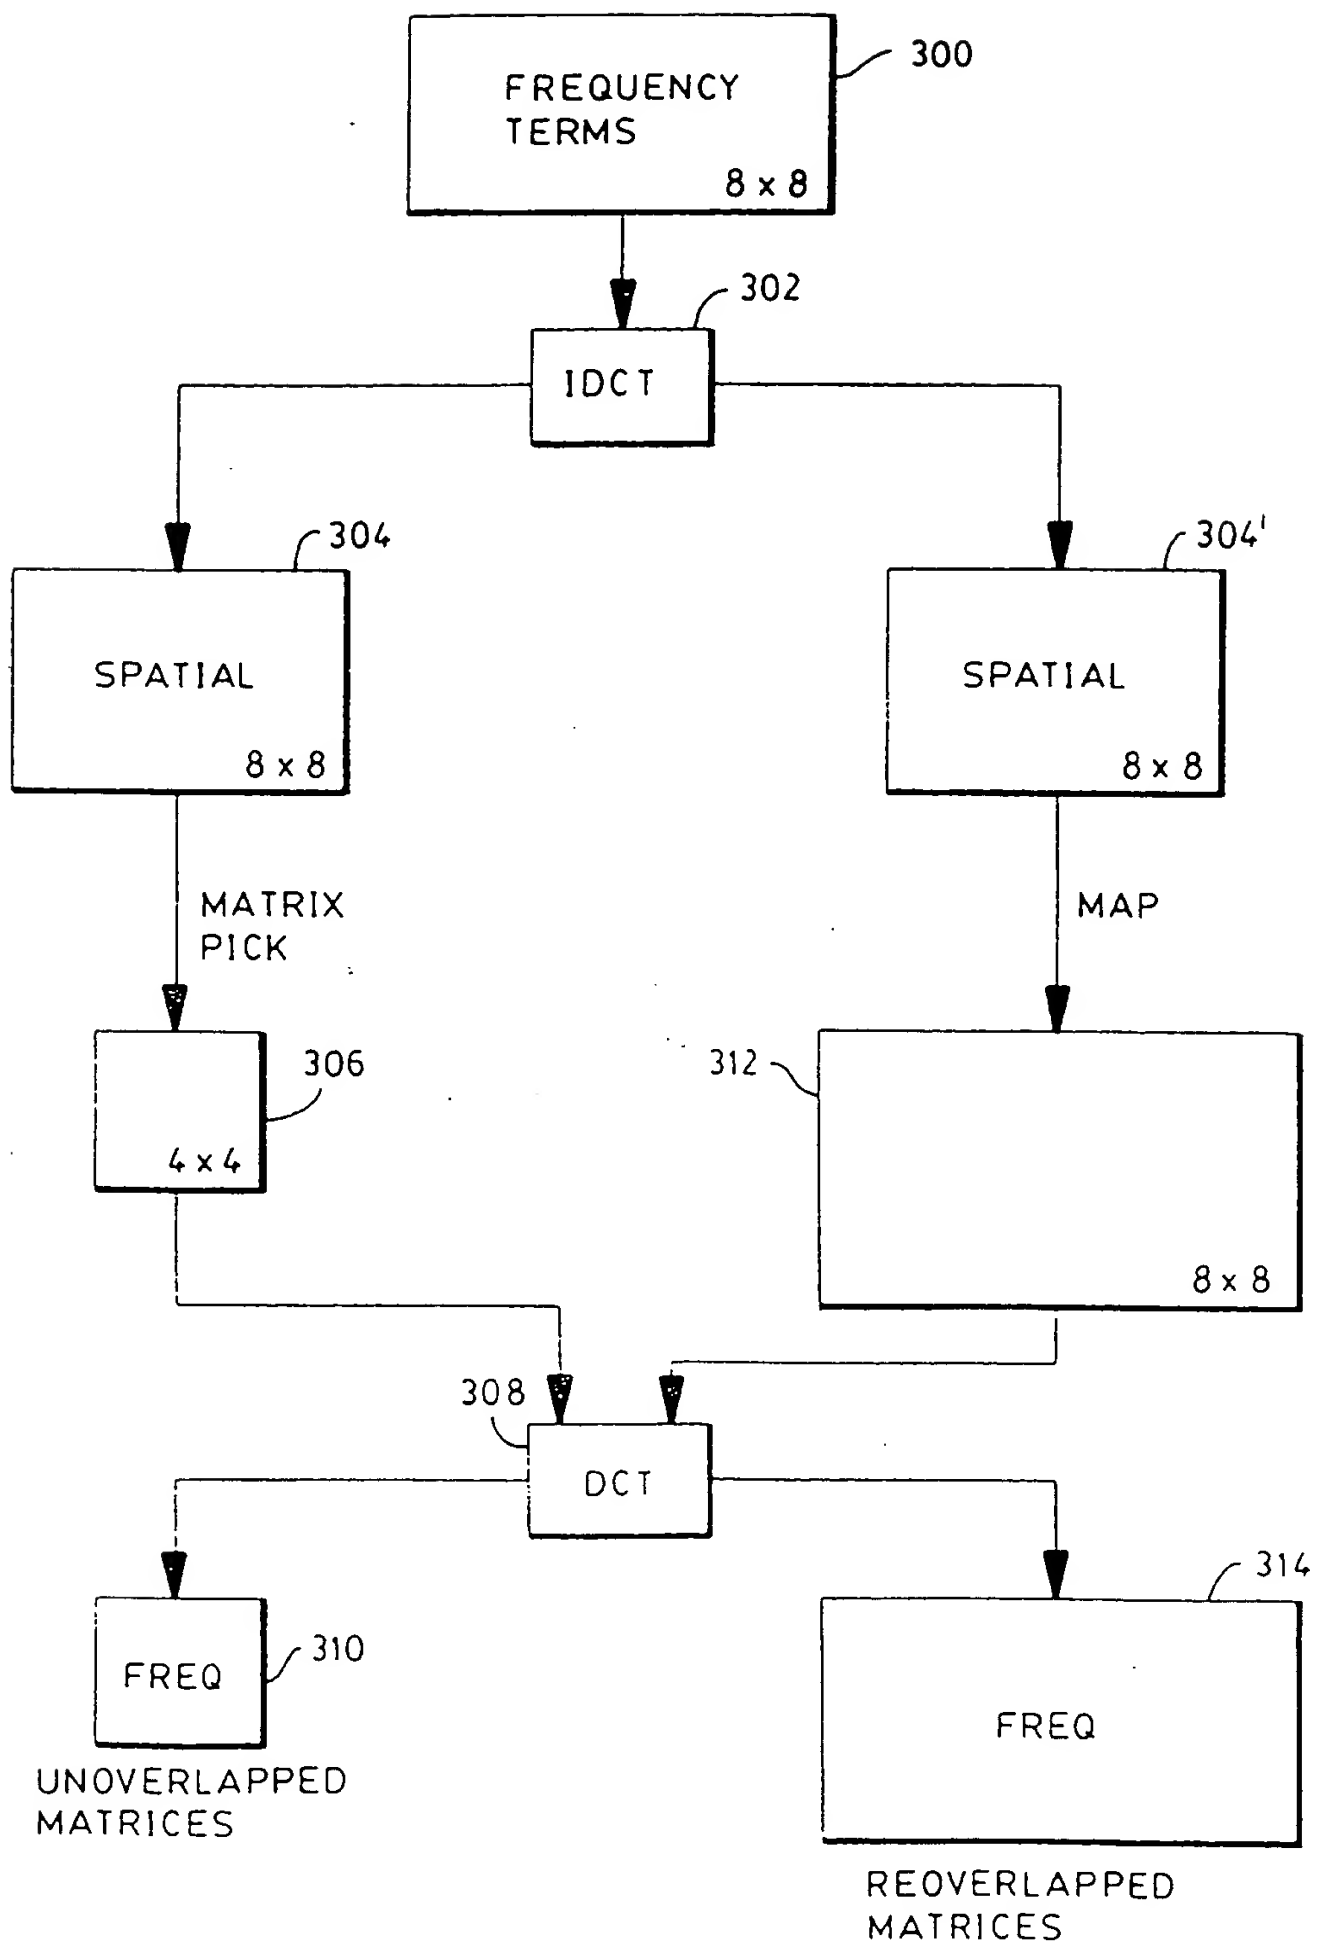 300
FREQUENCY
TERMS
8 x 8
302
IDCT
304
304'
SPATIAL
8 x 8
SPATIAL
8 x 8
MATRIX
PICK
MAP
306
4 x 4
312
8 x 8
308
DCT
310
FREQ
UNOVERLAPPED
MATRICES
314
FREQ
REOVERLAPPED
MATRICES